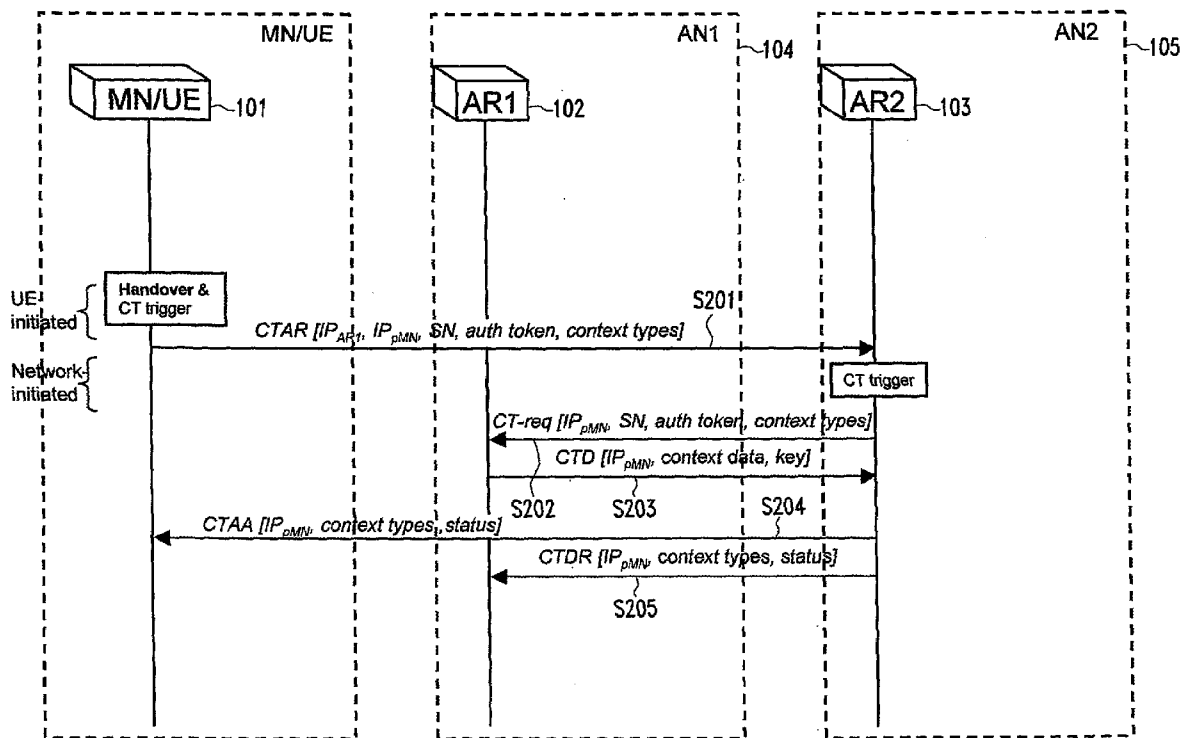 MN/UE
AN1
104
AN2
105
MN/UE
101
AR1
102
AR2
103
Handover &
CT trigger
UE-
initiated
S201
CTAR [IP_AR1, IP_pMN, SN, auth token, context types]
Network-
initiated
CT trigger
CT-req [IP_pMN, SN, auth token, context types]
CTD [IP_pMN, context data, key]
S202
S203
S204
CTAA [IP_pMN, context types, status]
CTDR [IP_pMN, context types, status]
S205